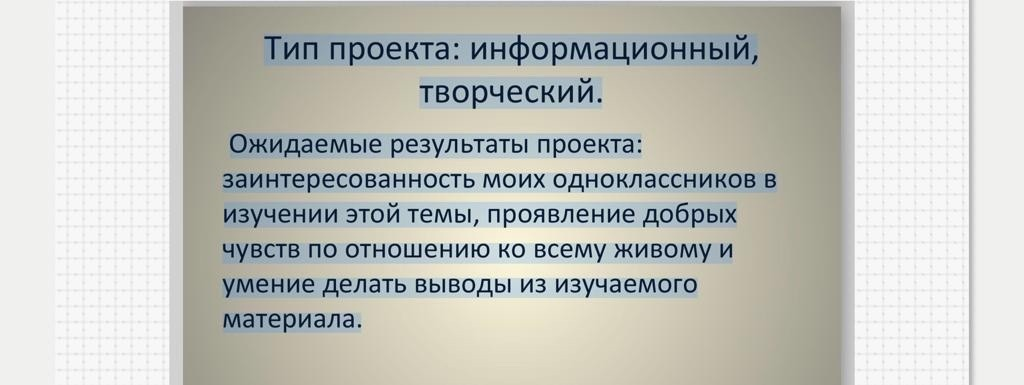 Тип проекта: информационный,
творческий.
Ожидаемые результаты проекта:
заинтересованность моих одноклассников в
изучении этой темы, проявление добрых
чувств по отношению ко всему живому и
умение делать выводы из изучаемого
материала.